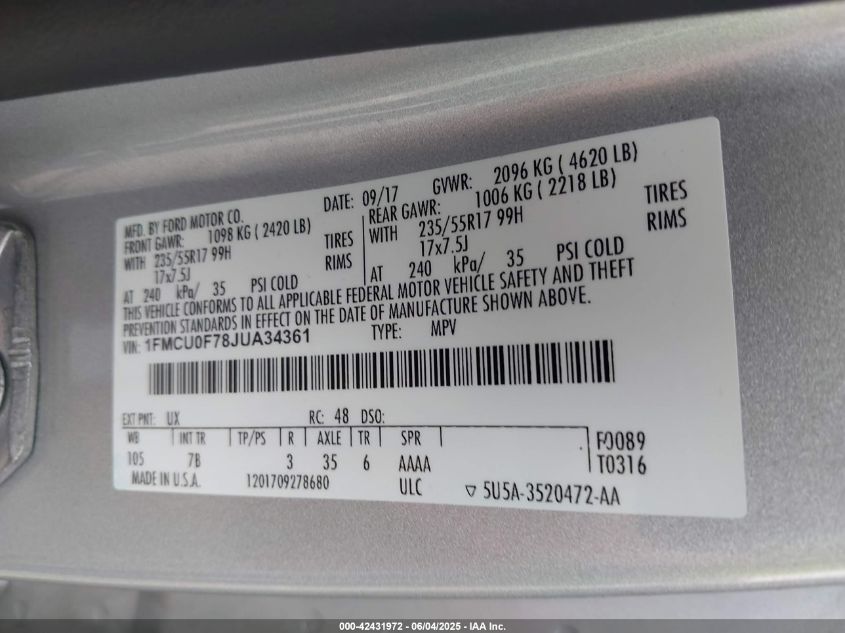 MFD. BY FORD MOTOR CO.
DATE: 09/17
GVWR: 2096 KG ( 4620 LB)
FRONT GAWR: 1098 KG ( 2420 LB)
REAR GAWR: 1006 KG ( 2218 LB)
WITH 235/55R17 99H TIRES
WITH 235/55R17 99H TIRES
17x7.5J RIMS
17x7.5J RIMS
AT 240 kPa/ 35 PSI COLD
AT 240 kPa/ 35 PSI COLD
THIS VEHICLE CONFORMS TO ALL APPLICABLE FEDERAL MOTOR VEHICLE SAFETY AND THEFT
PREVENTION STANDARDS IN EFFECT ON THE DATE OF MANUFACTURE SHOWN ABOVE.
VIN: 1FMCU0F78JUA34361 TYPE: MPV
EXT PNT: UX RC: 48 DSO:
WB INT TR TP/PS R AXLE TR SPR F0089
105 7B 3 35 6 AAAA T0316
MADE IN U.S.A. 1201709278680 ULC ▽ 5U5A-3520472-AA
000-42431972 - 06/04/2025 - IAA Inc.